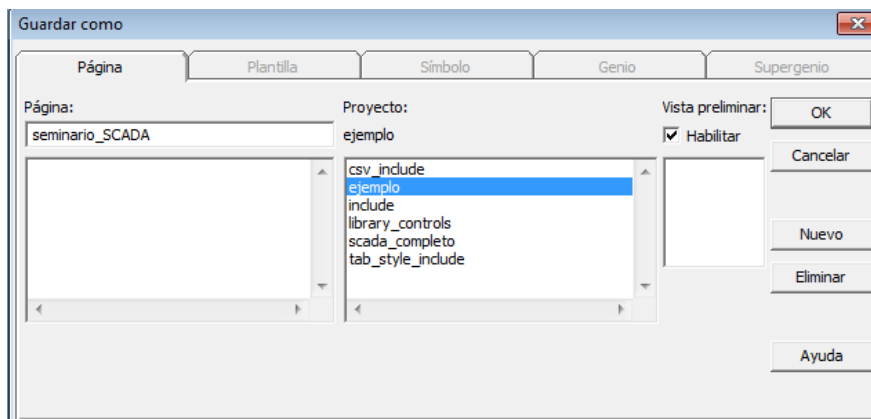 Guardar como
Página
Plantilla
Símbolo
Genio
Supergenio
Página:
seminario_SCADA
Proyecto:
ejemplo
csv_include
ejemplo
include
library_controls
scada_completo
tab_style_include
Vista preliminar:
Habilitar
OK
Cancelar
Nuevo
Eliminar
Ayuda